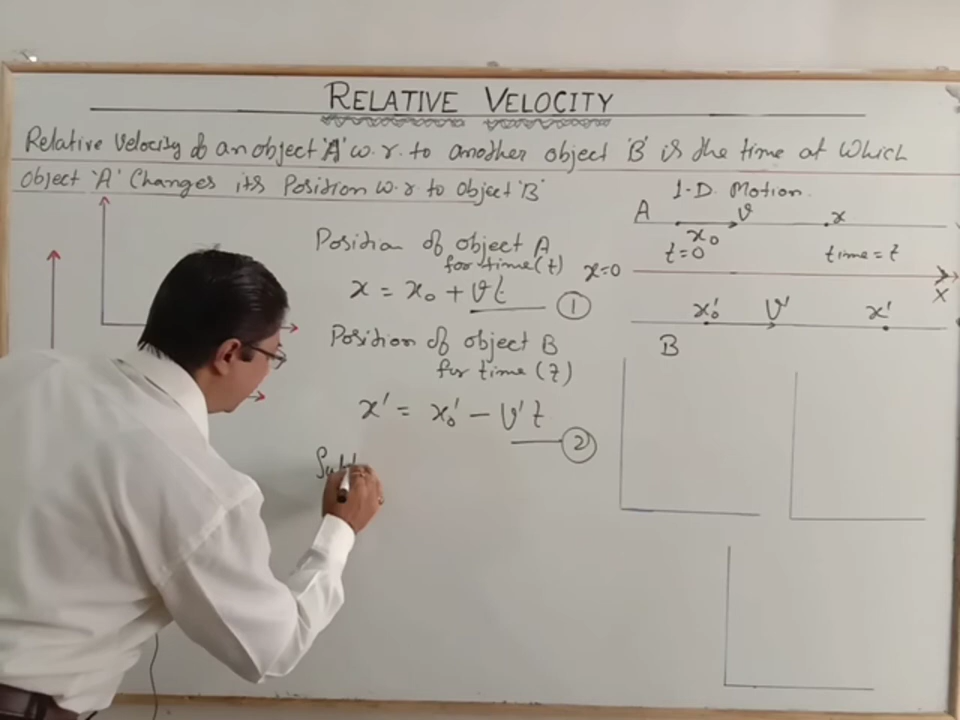 RELATIVE VELOCITY
Relative Velocity of an object 'A' w.r. to another object 'B' is the time at which
object 'A' Changes its Position w.r to object 'B'
Position of object A
for time (t)
x = x₀ + vt
1
Position of object B
for time (t)
x' = x₀' - v't
2
Subt
1-D. Motion.
A v x
x₀
t=0 time = t
x=0
X
x₀' v' x'
B